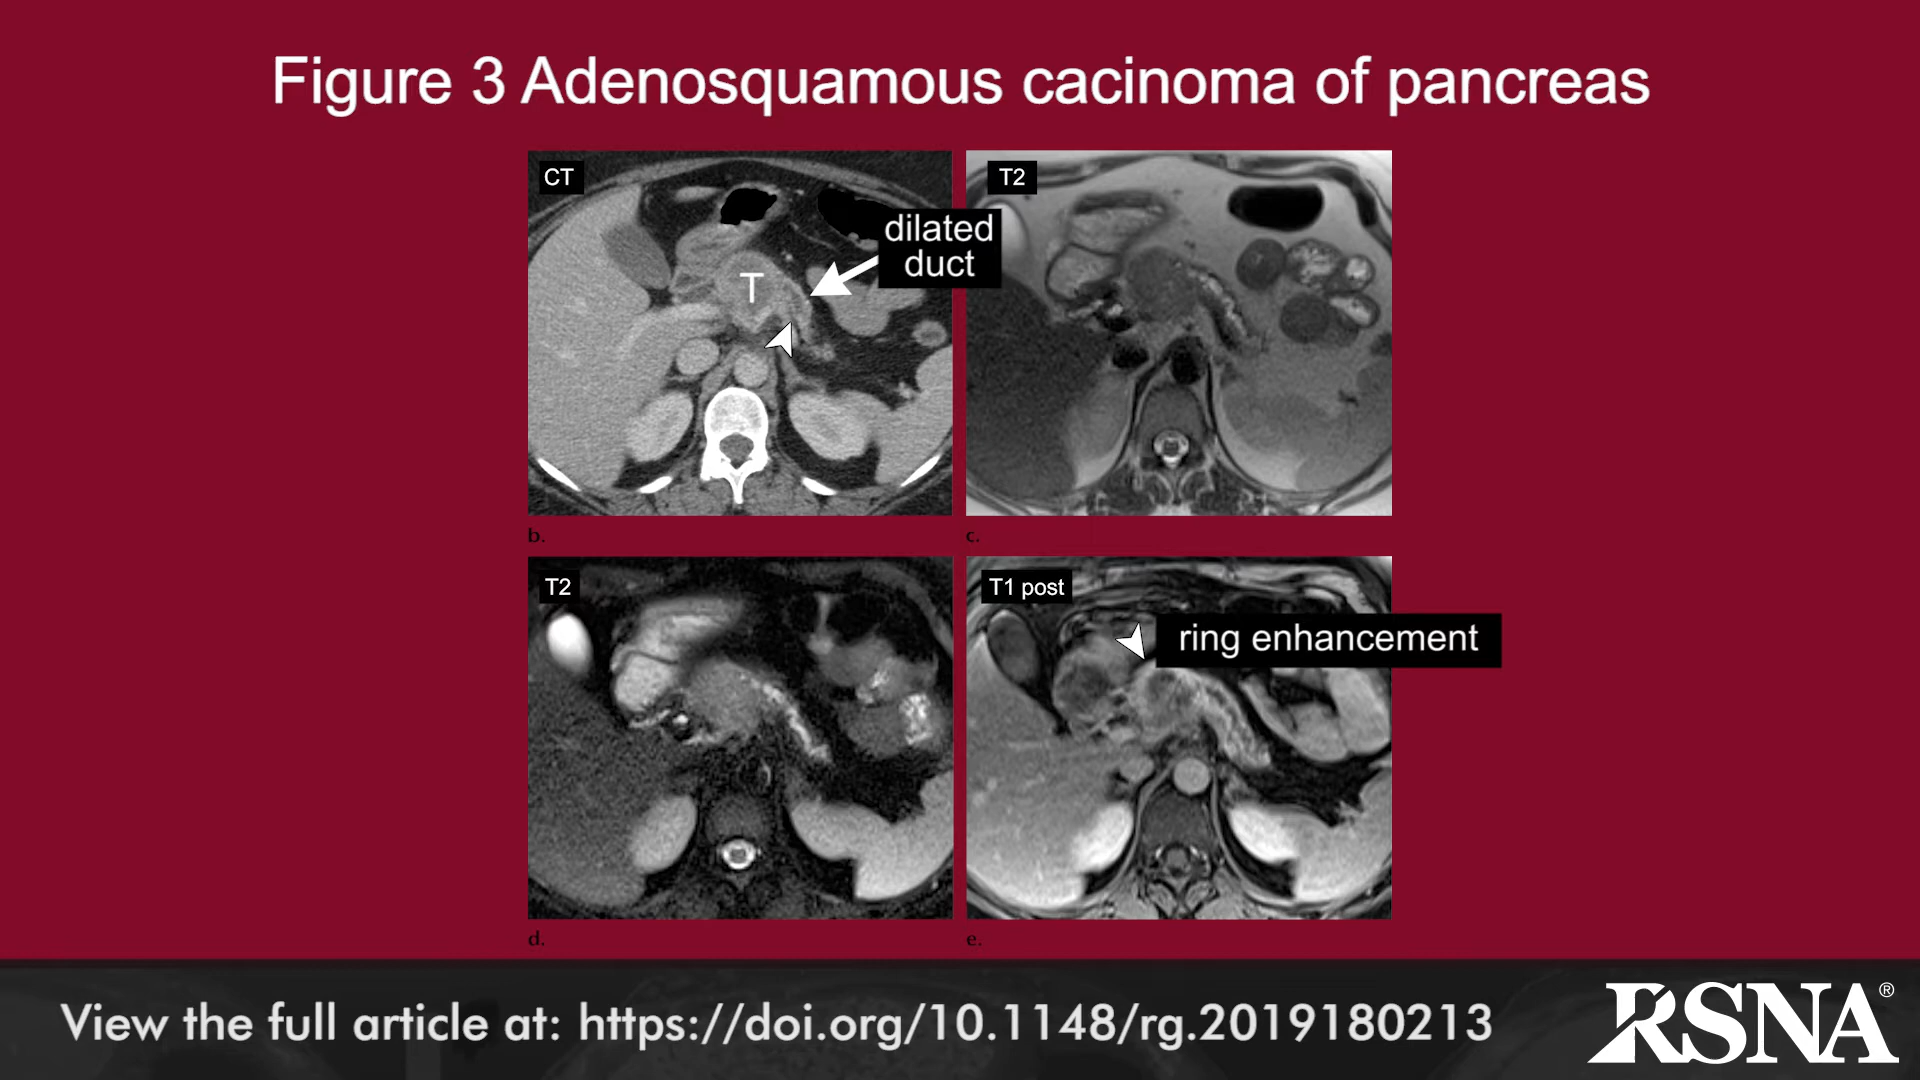 Figure 3 Adenosquamous cacinoma of pancreas
CT
T
dilated
duct
T2
b.
c.
T2
T1 post
ring enhancement
d.
e.
View the full article at: https://doi.org/10.1148/rg.2019180213
RSNA®